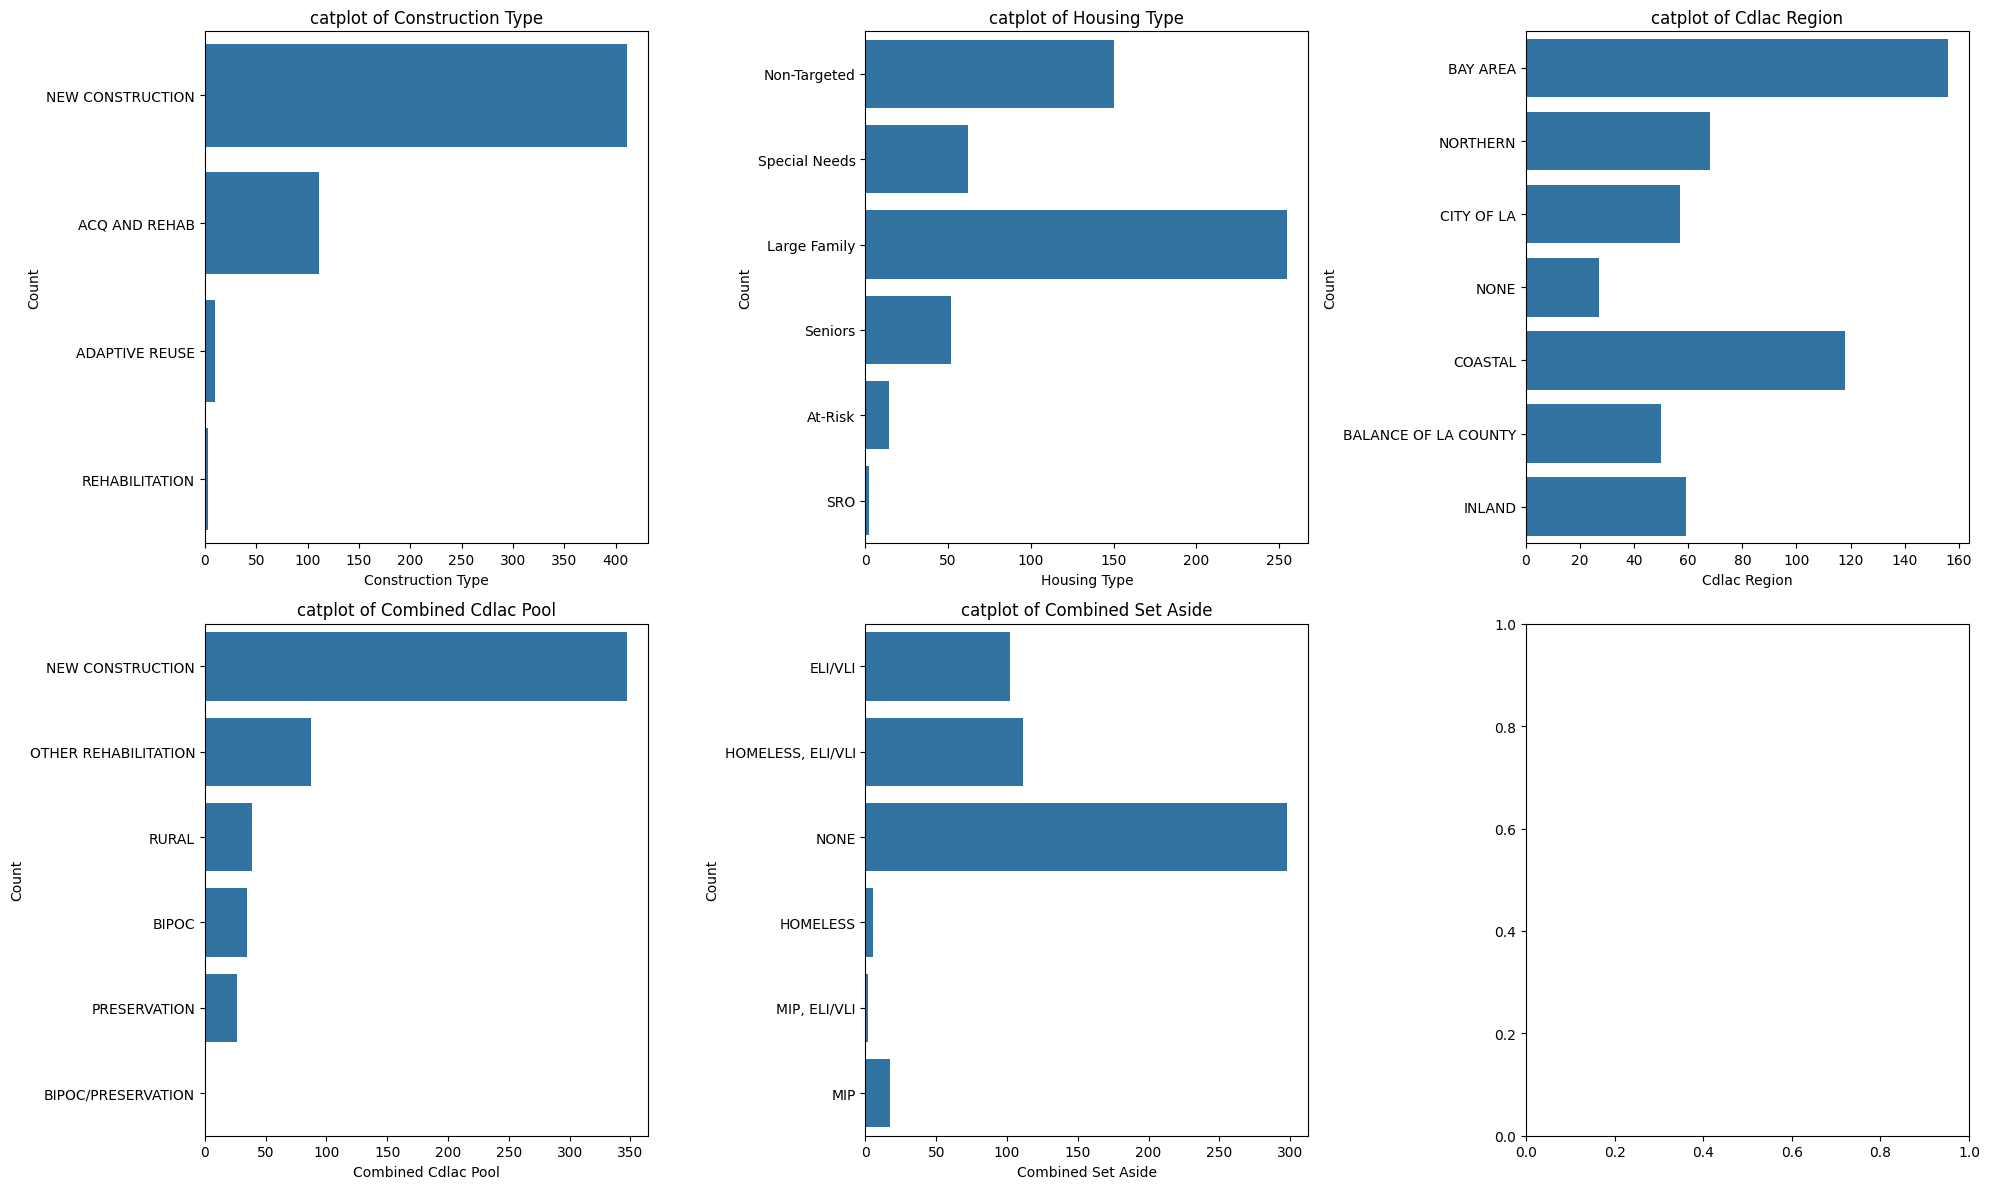 catplot of Construction Type
NEW CONSTRUCTION
ACQ AND REHAB
ADAPTIVE REUSE
REHABILITATION
Count
0 50 100 150 200 250 300 350 400
Construction Type
catplot of Housing Type
Non-Targeted
Special Needs
Large Family
Seniors
At-Risk
SRO
Count
0 50 100 150 200 250
Housing Type
catplot of Cdlac Region
BAY AREA
NORTHERN
CITY OF LA
NONE
COASTAL
BALANCE OF LA COUNTY
INLAND
Count
0 20 40 60 80 100 120 140 160
Cdlac Region
catplot of Combined Cdlac Pool
NEW CONSTRUCTION
OTHER REHABILITATION
RURAL
BIPOC
PRESERVATION
BIPOC/PRESERVATION
Count
0 50 100 150 200 250 300 350
Combined Cdlac Pool
catplot of Combined Set Aside
ELI/VLI
HOMELESS, ELI/VLI
NONE
HOMELESS
MIP, ELI/VLI
MIP
Count
0 50 100 150 200 250 300
Combined Set Aside
1.0
0.8
0.6
0.4
0.2
0.0
0.0 0.2 0.4 0.6 0.8 1.0